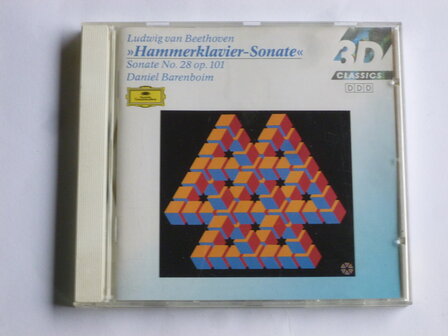 Ludwig van Beethoven
»Hammerklavier-Sonate«
Sonate No. 28 op. 101
Daniel Barenboim
3D
CLASSICS
DDD